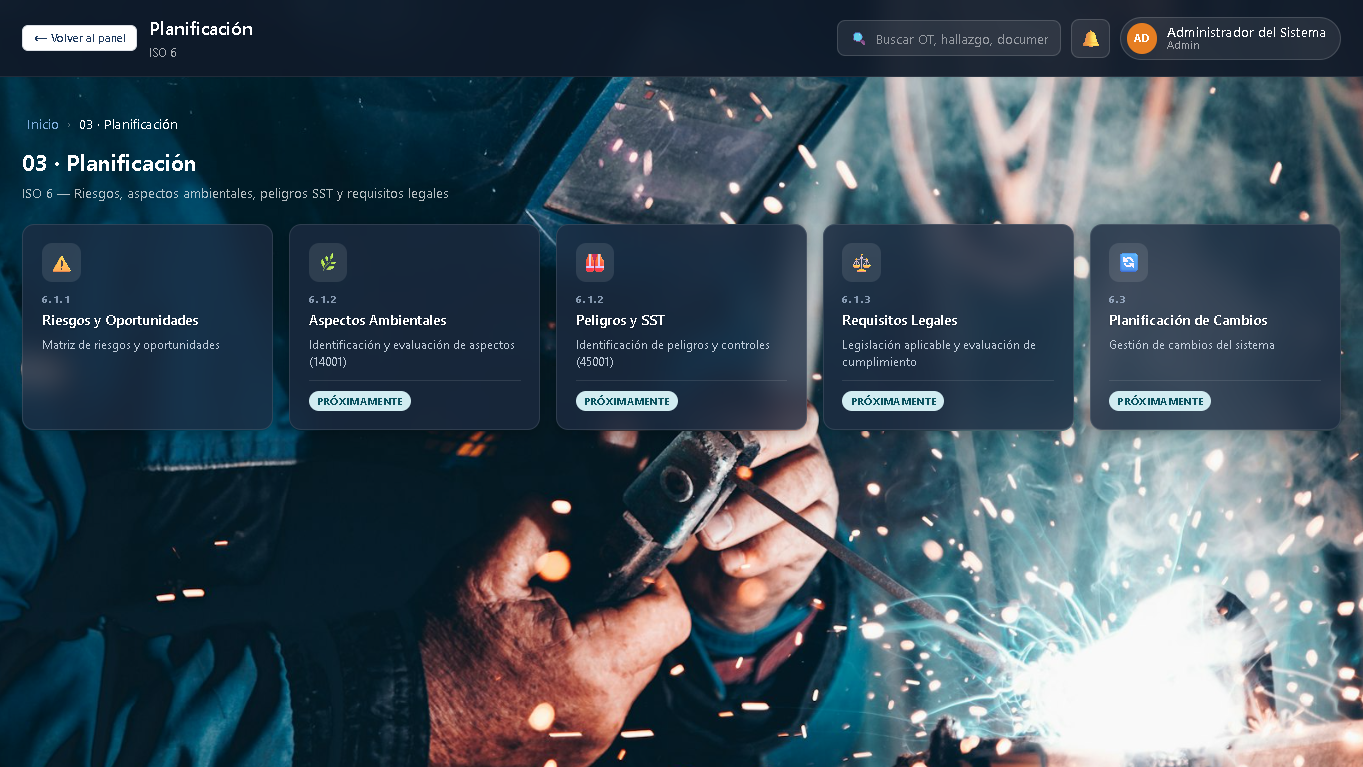 ← Volver al panel
Planificación
ISO 6
Buscar OT, hallazgo, documer
AD
Administrador del Sistema
Admin
Inicio › 03 · Planificación
03 · Planificación
ISO 6 — Riesgos, aspectos ambientales, peligros SST y requisitos legales
6.1.1
Riesgos y Oportunidades
Matriz de riesgos y oportunidades
6.1.2
Aspectos Ambientales
Identificación y evaluación de aspectos
(14001)
PRÓXIMAMENTE
6.1.2
Peligros y SST
Identificación de peligros y controles
(45001)
PRÓXIMAMENTE
6.1.3
Requisitos Legales
Legislación aplicable y evaluación de
cumplimiento
PRÓXIMAMENTE
6.3
Planificación de Cambios
Gestión de cambios del sistema
PRÓXIMAMENTE